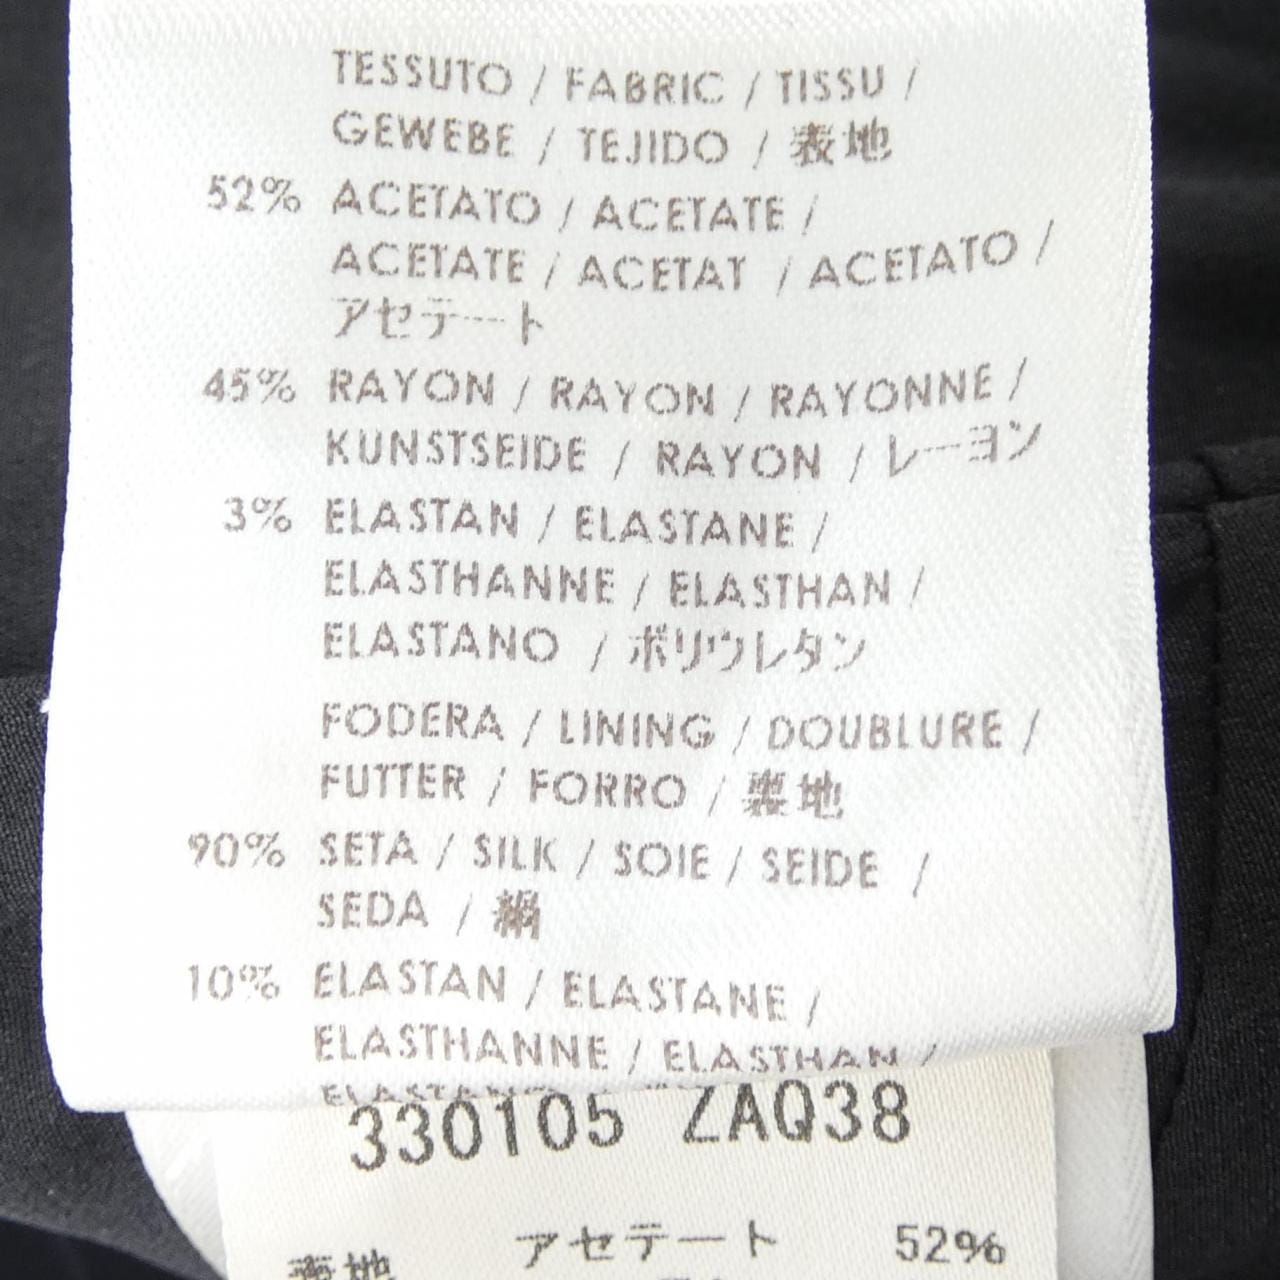 TESSUTO / FABRIC / TISSU /
GEWEBE / TEJIDO / 表地
52% ACETATO / ACETATE /
ACETATE / ACETAT / ACETATO /
アセテート
45% RAYON / RAYON / RAYONNE /
KUNSTSEIDE / RAYON / レーヨン
3% ELASTAN / ELASTANE /
ELASTHANNE / ELASTHAN /
ELASTANO / ポリウレタン
FODERA / LINING / DOUBLURE /
FUTTER / FORRO / 裏地
90% SETA / SILK / SOIE / SEIDE /
SEDA / 絹
10% ELASTAN / ELASTANE /
ELASTHANNE / ELASTHAN /
ELASTANO /
330105 ZAQ38
表地 アセテート 52%